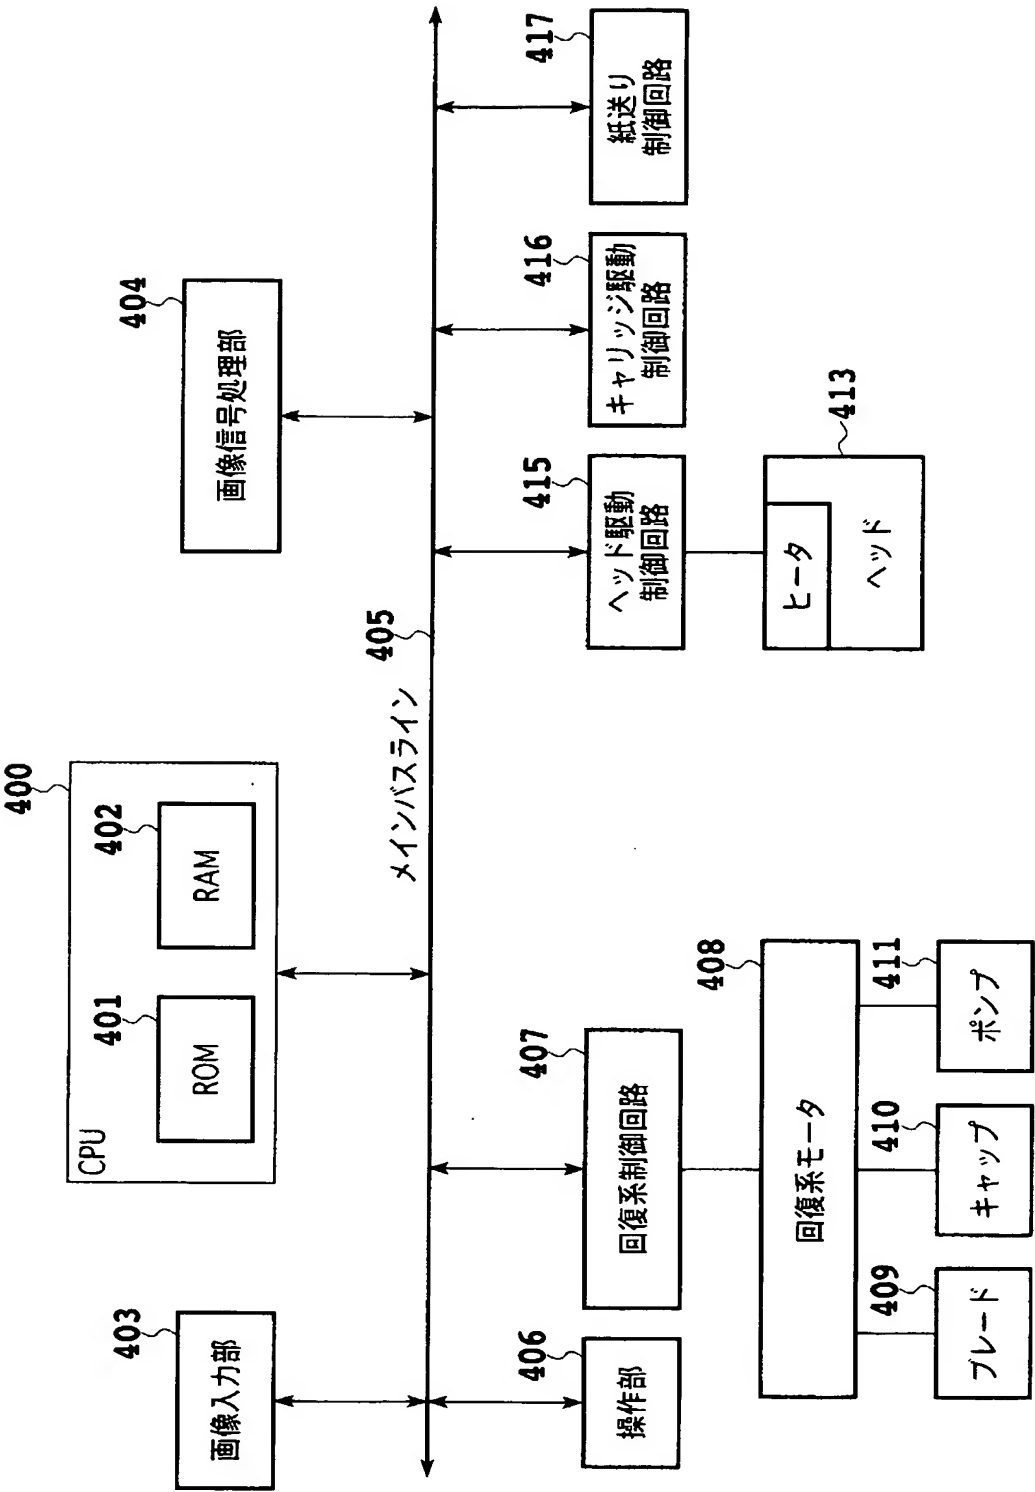 403
画像入力部
400
CPU
401
ROM
402
RAM
404
画像信号処理部
メインバスライン
405
406
操作部
407
回復系制御回路
415
ヘッド駆動
制御回路
416
キャリッジ駆動
制御回路
417
紙送り
制御回路
408
回復系モータ
413
ヒータ
ヘッド
409
ブレード
410
キャップ
411
ポンプ